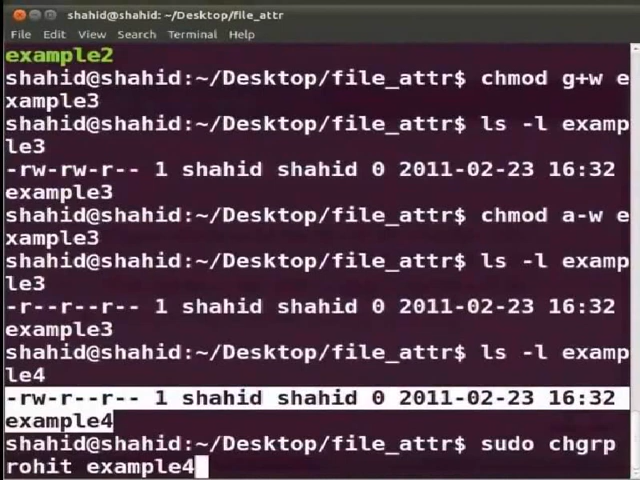 shahid@shahid: ~/Desktop/file_attr
File Edit View Search Terminal Help
example2
shahid@shahid:~/Desktop/file_attr$ chmod g+w e
xample3
shahid@shahid:~/Desktop/file_attr$ ls -l examp
le3
-rw-rw-r-- 1 shahid shahid 0 2011-02-23 16:32
example3
shahid@shahid:~/Desktop/file_attr$ chmod a-w e
xample3
shahid@shahid:~/Desktop/file_attr$ ls -l examp
le3
-r--r--r-- 1 shahid shahid 0 2011-02-23 16:32
example3
shahid@shahid:~/Desktop/file_attr$ ls -l examp
le4
-rw-r--r-- 1 shahid shahid 0 2011-02-23 16:32
example4
shahid@shahid:~/Desktop/file_attr$ sudo chgrp
rohit example4